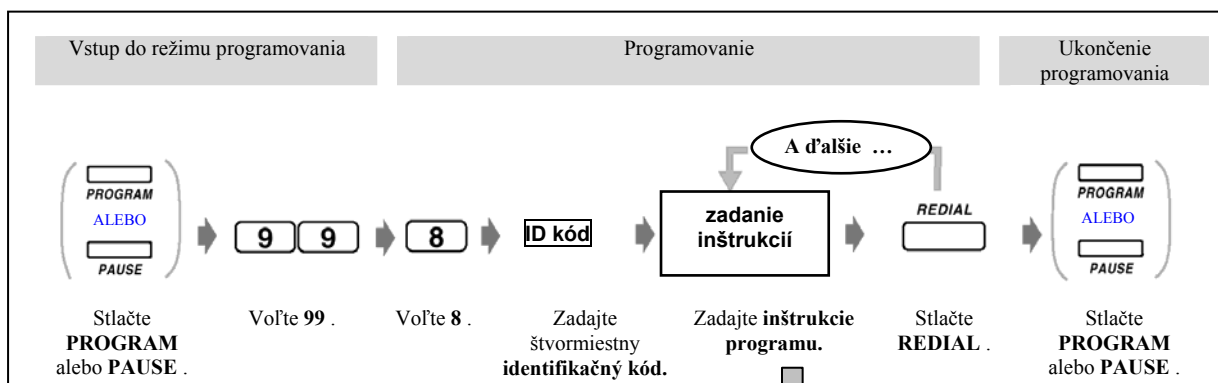 Vstup do režimu programovania
Programovanie
Ukončenie
programovania
A ďalšie ...
PROGRAM
ALEBO
PAUSE
9 9
8
ID kód
zadanie
inštrukcií
REDIAL
PROGRAM
ALEBO
PAUSE
Stlačte
PROGRAM
alebo PAUSE .
Voľte 99 .
Voľte 8 .
Zadajte
štvormiestny
identifikačný kód.
Zadajte inštrukcie
programu.
Stlačte
REDIAL .
Stlačte
PROGRAM
alebo PAUSE .